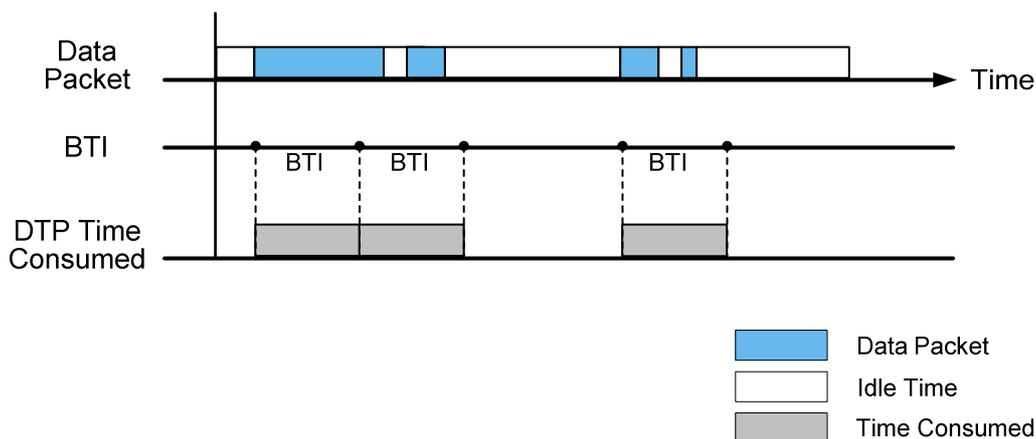 Data
Packet
Time
BTI
BTI
BTI
BTI
DTP Time
Consumed
Data Packet
Idle Time
Time Consumed